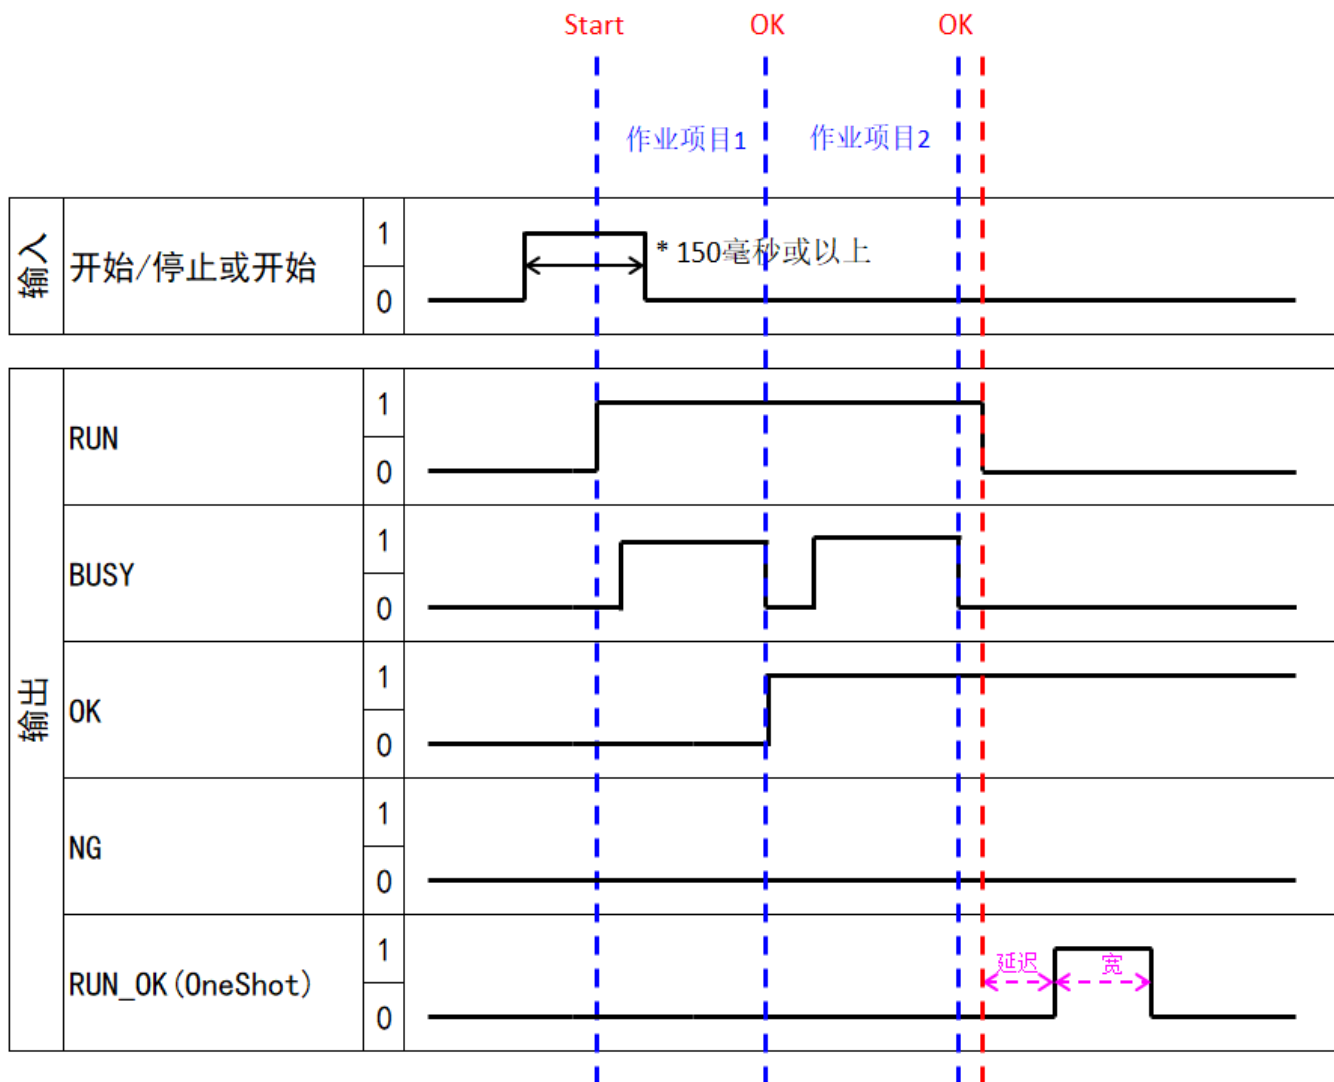 Start
OK
OK
作业项目1
作业项目2
输入
开始/停止或开始
1
0
* 150毫秒或以上
输出
RUN
1
0
BUSY
1
0
OK
1
0
NG
1
0
RUN_OK(OneShot)
1
0
延迟
宽